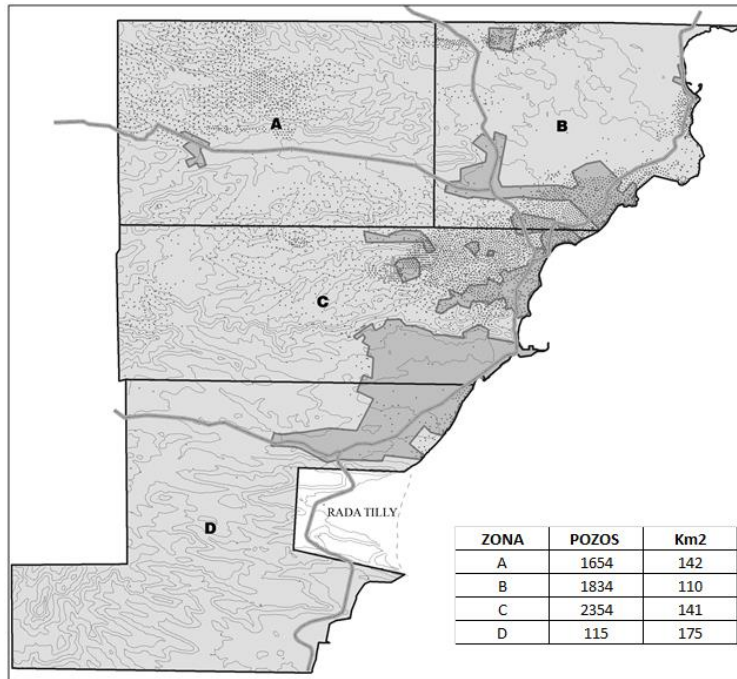 A
B
C
RADA TILLY
D
ZONA POZOS Km2
A 1654 142
B 1834 110
C 2354 141
D 115 175